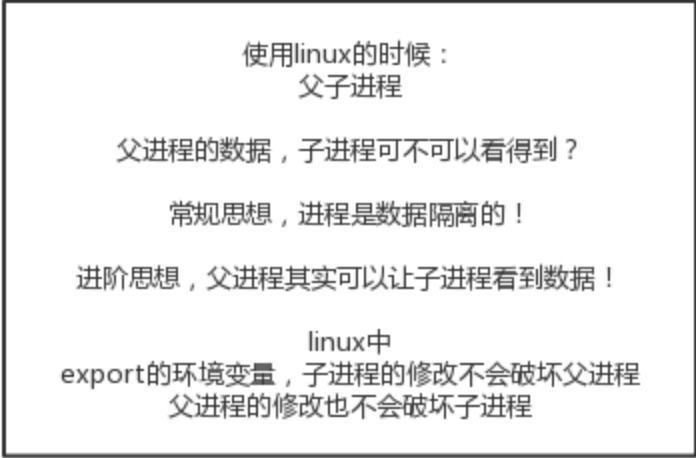 使用linux的时候：
父子进程
父进程的数据，子进程可不可以看得到？
常规思想，进程是数据隔离的！
进阶思想，父进程其实可以让子进程看到数据！
linux中
export的环境变量，子进程的修改不会破坏父进程
父进程的修改也不会破坏子进程